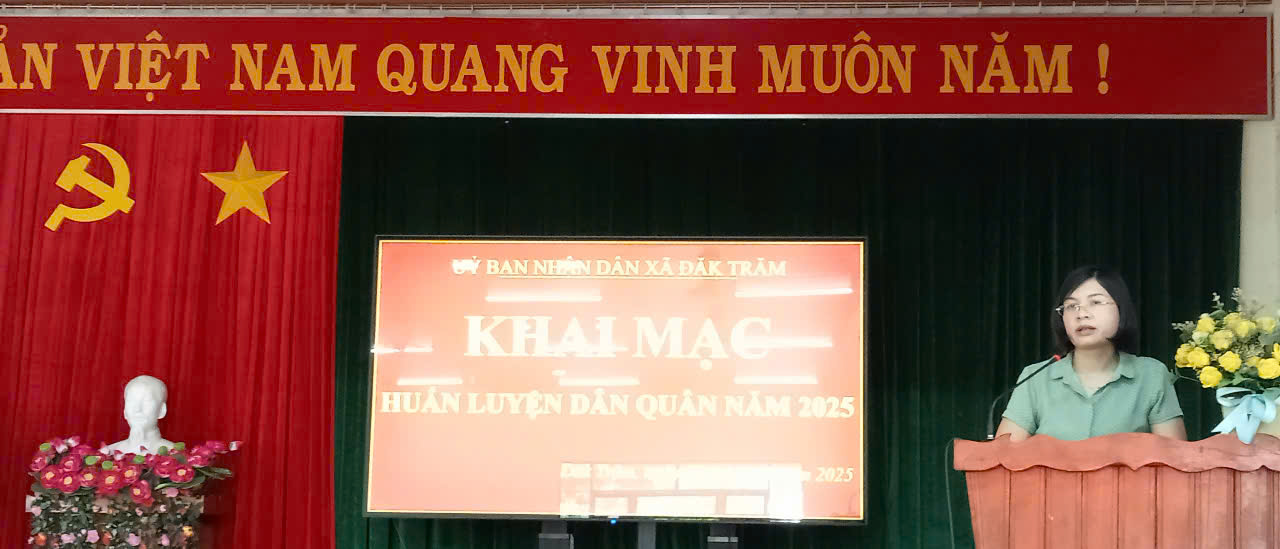 ẢN VIỆT NAM QUANG VINH MUÔN NĂM !
UỶ BAN NHÂN DÂN XÃ ĐĂK TRĂM
KHAI MẠC
HUẤN LUYỆN DÂN QUÂN NĂM 2025
2025